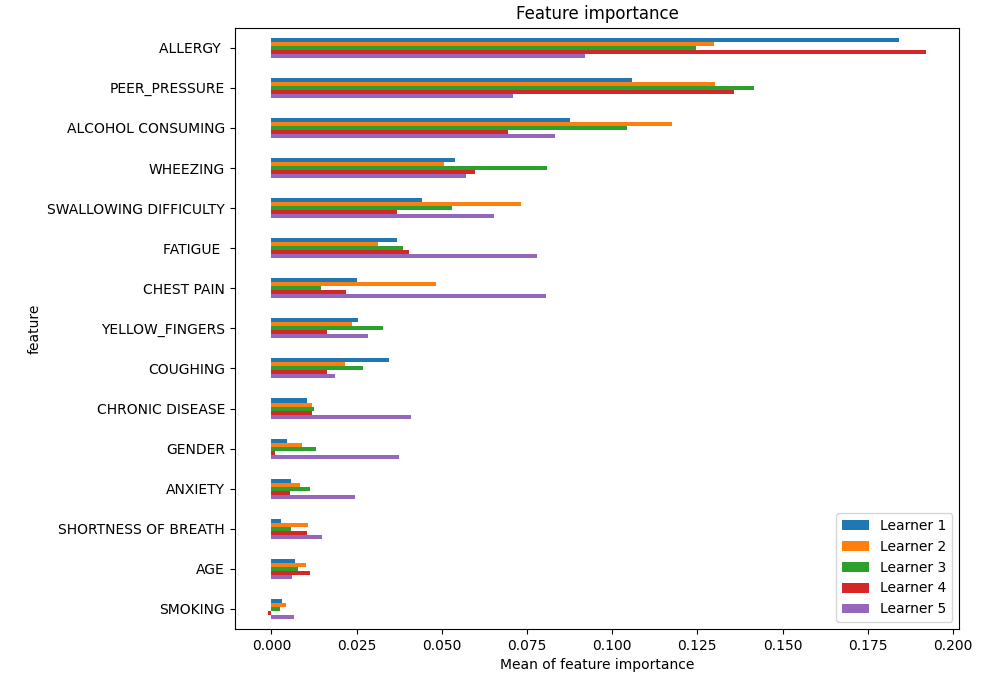 Feature importance
ALLERGY
PEER_PRESSURE
ALCOHOL CONSUMING
WHEEZING
SWALLOWING DIFFICULTY
FATIGUE
CHEST PAIN
YELLOW_FINGERS
COUGHING
CHRONIC DISEASE
GENDER
ANXIETY
SHORTNESS OF BREATH
AGE
SMOKING
feature
Learner 1
Learner 2
Learner 3
Learner 4
Learner 5
0.000 0.025 0.050 0.075 0.100 0.125 0.150 0.175 0.200
Mean of feature importance